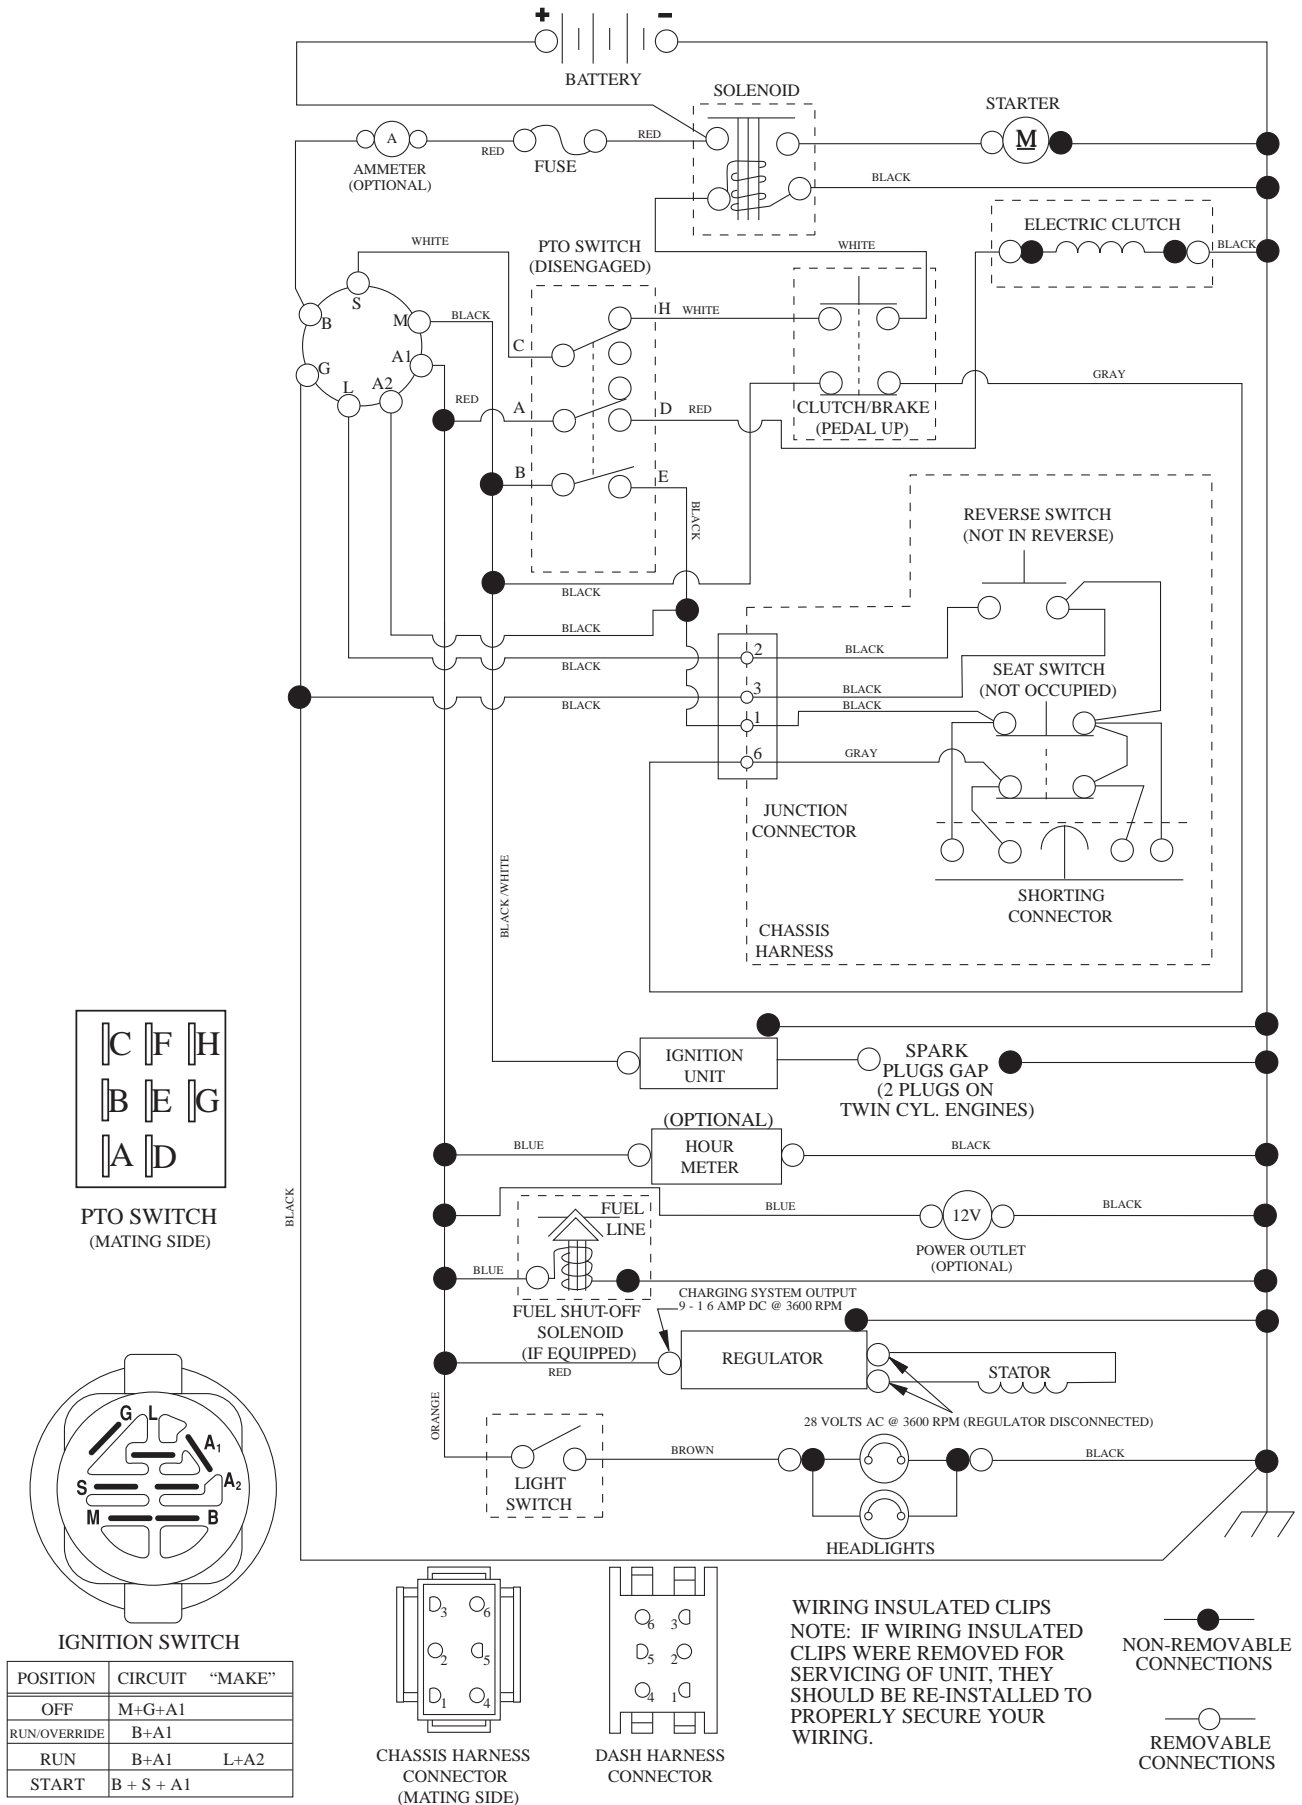 + −
BATTERY
SOLENOID
STARTER
A
M
RED
FUSE
RED
AMMETER
(OPTIONAL)
BLACK
ELECTRIC CLUTCH
BLACK
WHITE
PTO SWITCH
(DISENGAGED)
WHITE
S
B
M
BLACK
H
WHITE
C
G
A1
L
A2
RED
A
D
RED
GRAY
CLUTCH/BRAKE
(PEDAL UP)
B
E
BLACK
REVERSE SWITCH
(NOT IN REVERSE)
BLACK
BLACK
2
BLACK
BLACK
SEAT SWITCH
(NOT OCCUPIED)
3
BLACK
BLACK
BLACK
1
6
GRAY
JUNCTION
CONNECTOR
BLACK /WHITE
SHORTING
CONNECTOR
CHASSIS
HARNESS
C F H
B E G
A D
PTO SWITCH
(MATING SIDE)
BLACK
IGNITION
UNIT
SPARK
PLUGS GAP
(2 PLUGS ON
TWIN CYL. ENGINES)
(OPTIONAL)
BLUE
HOUR
METER
BLACK
FUEL
LINE
BLUE
12V
BLACK
POWER OUTLET
(OPTIONAL)
BLUE
FUEL SHUT-OFF
SOLENOID
(IF EQUIPPED)
CHARGING SYSTEM OUTPUT
9 - 1 6 AMP DC @ 3600 RPM
RED
REGULATOR
STATOR
28 VOLTS AC @ 3600 RPM (REGULATOR DISCONNECTED)
ORANGE
LIGHT
SWITCH
BROWN
BLACK
HEADLIGHTS
G L
A1
S
A2
M B
IGNITION SWITCH
POSITION CIRCUIT “MAKE”
OFF M+G+A1
RUN/OVERRIDE B+A1
RUN B+A1 L+A2
START B + S + A1
3 6
2 5
1 4
CHASSIS HARNESS
CONNECTOR
(MATING SIDE)
6 3
5 2
4 1
DASH HARNESS
CONNECTOR
WIRING INSULATED CLIPS
NOTE: IF WIRING INSULATED
CLIPS WERE REMOVED FOR
SERVICING OF UNIT, THEY
SHOULD BE RE-INSTALLED TO
PROPERLY SECURE YOUR
WIRING.
NON-REMOVABLE
CONNECTIONS
REMOVABLE
CONNECTIONS